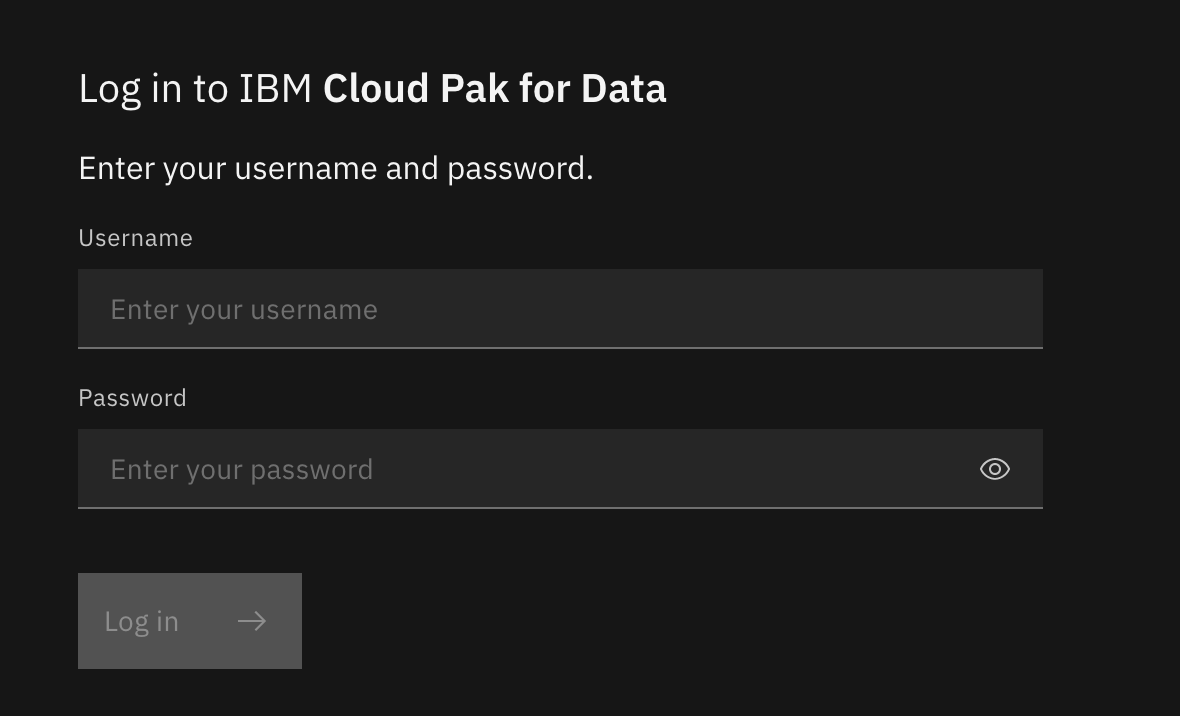 Log in to IBM Cloud Pak for Data
Enter your username and password.
Username
Enter your username
Password
Enter your password
Log in